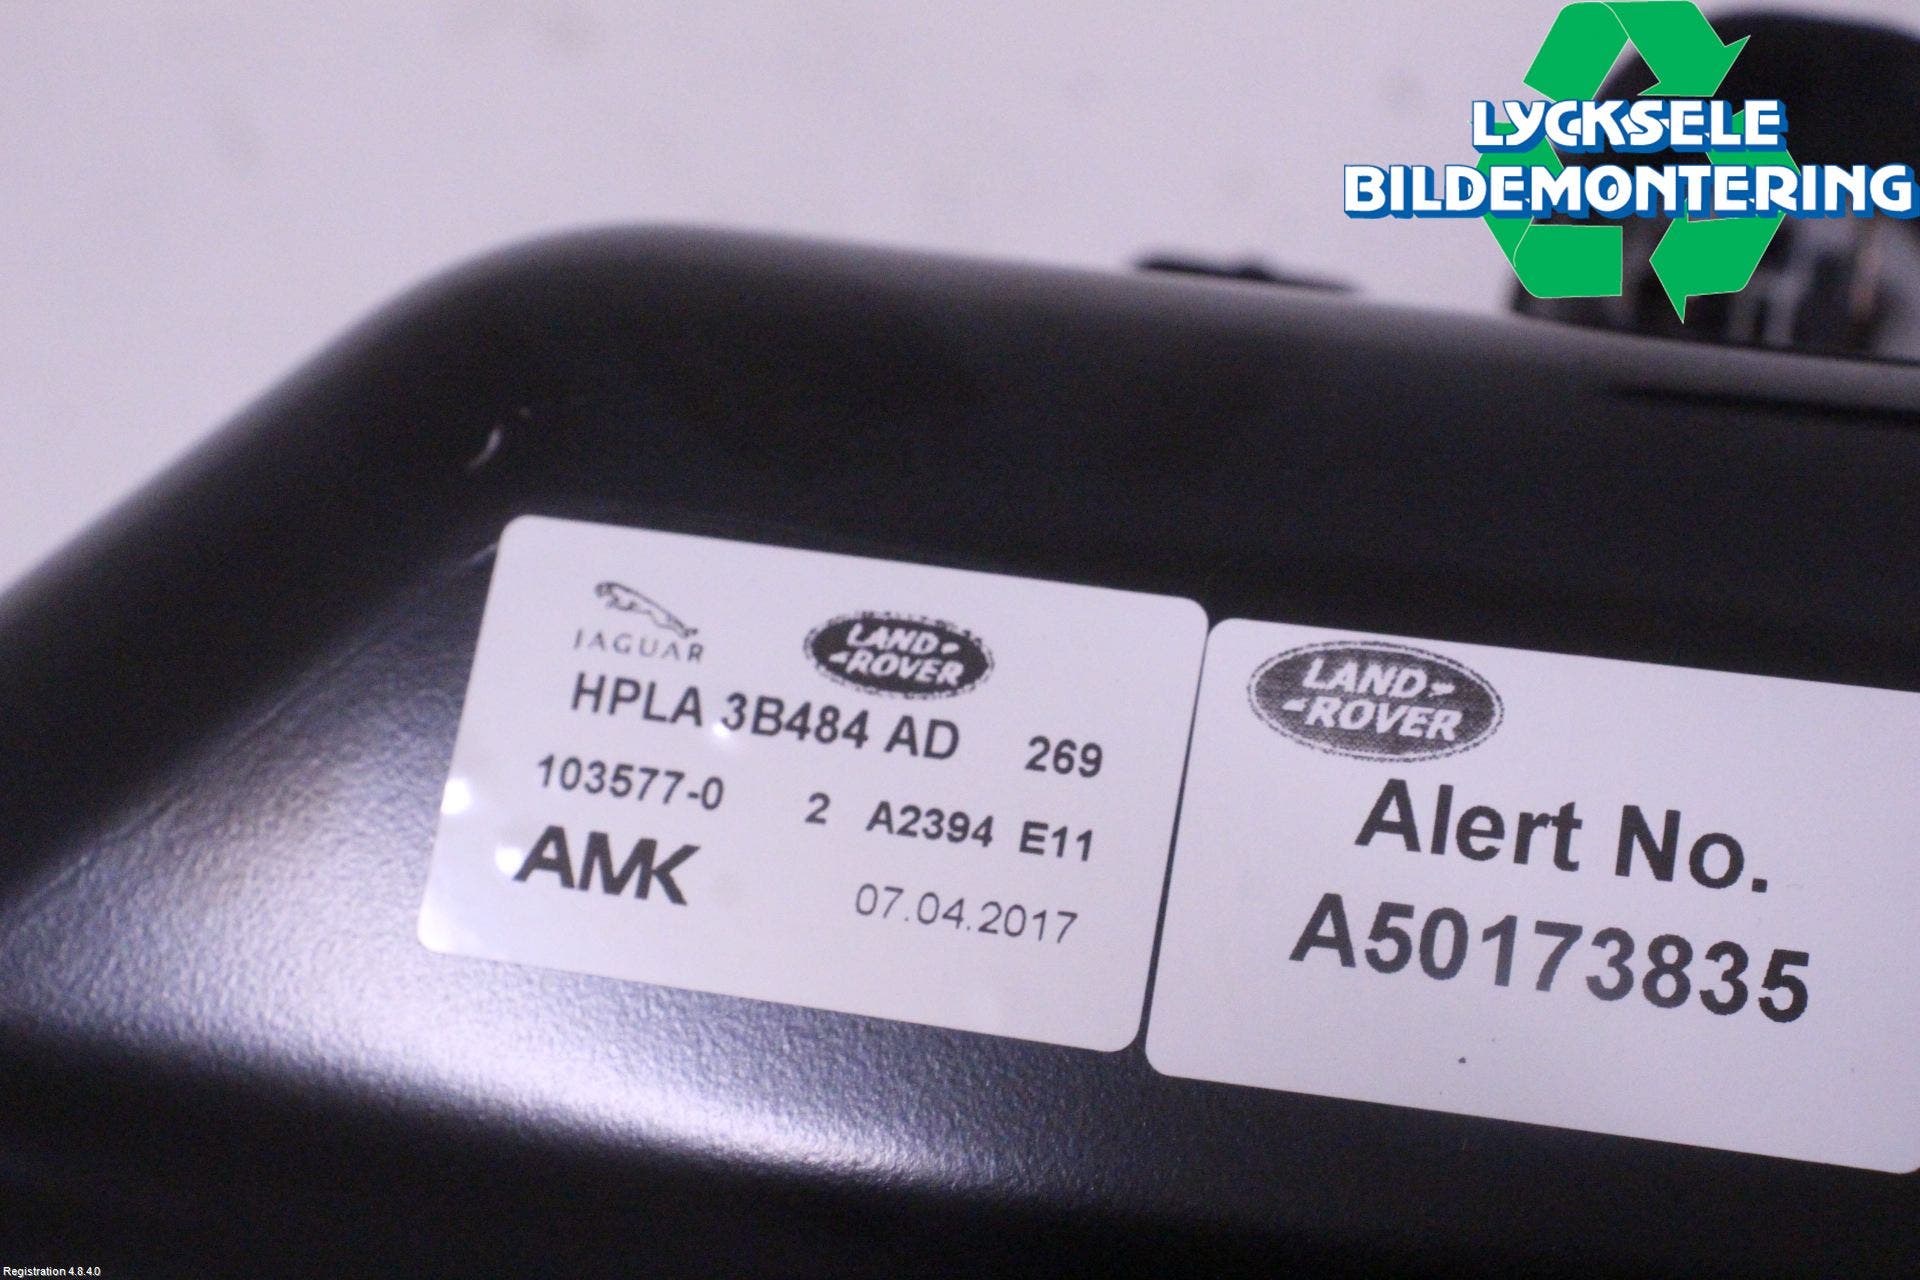 LYCKSELE
BILDEMONTERING
JAGUAR
LAND
ROVER
HPLA 3B484 AD 269
103577-0 2 A2394 E11
AMK
07.04.2017
LAND
ROVER
Alert No.
A50173835
Registration 4.8.4.0